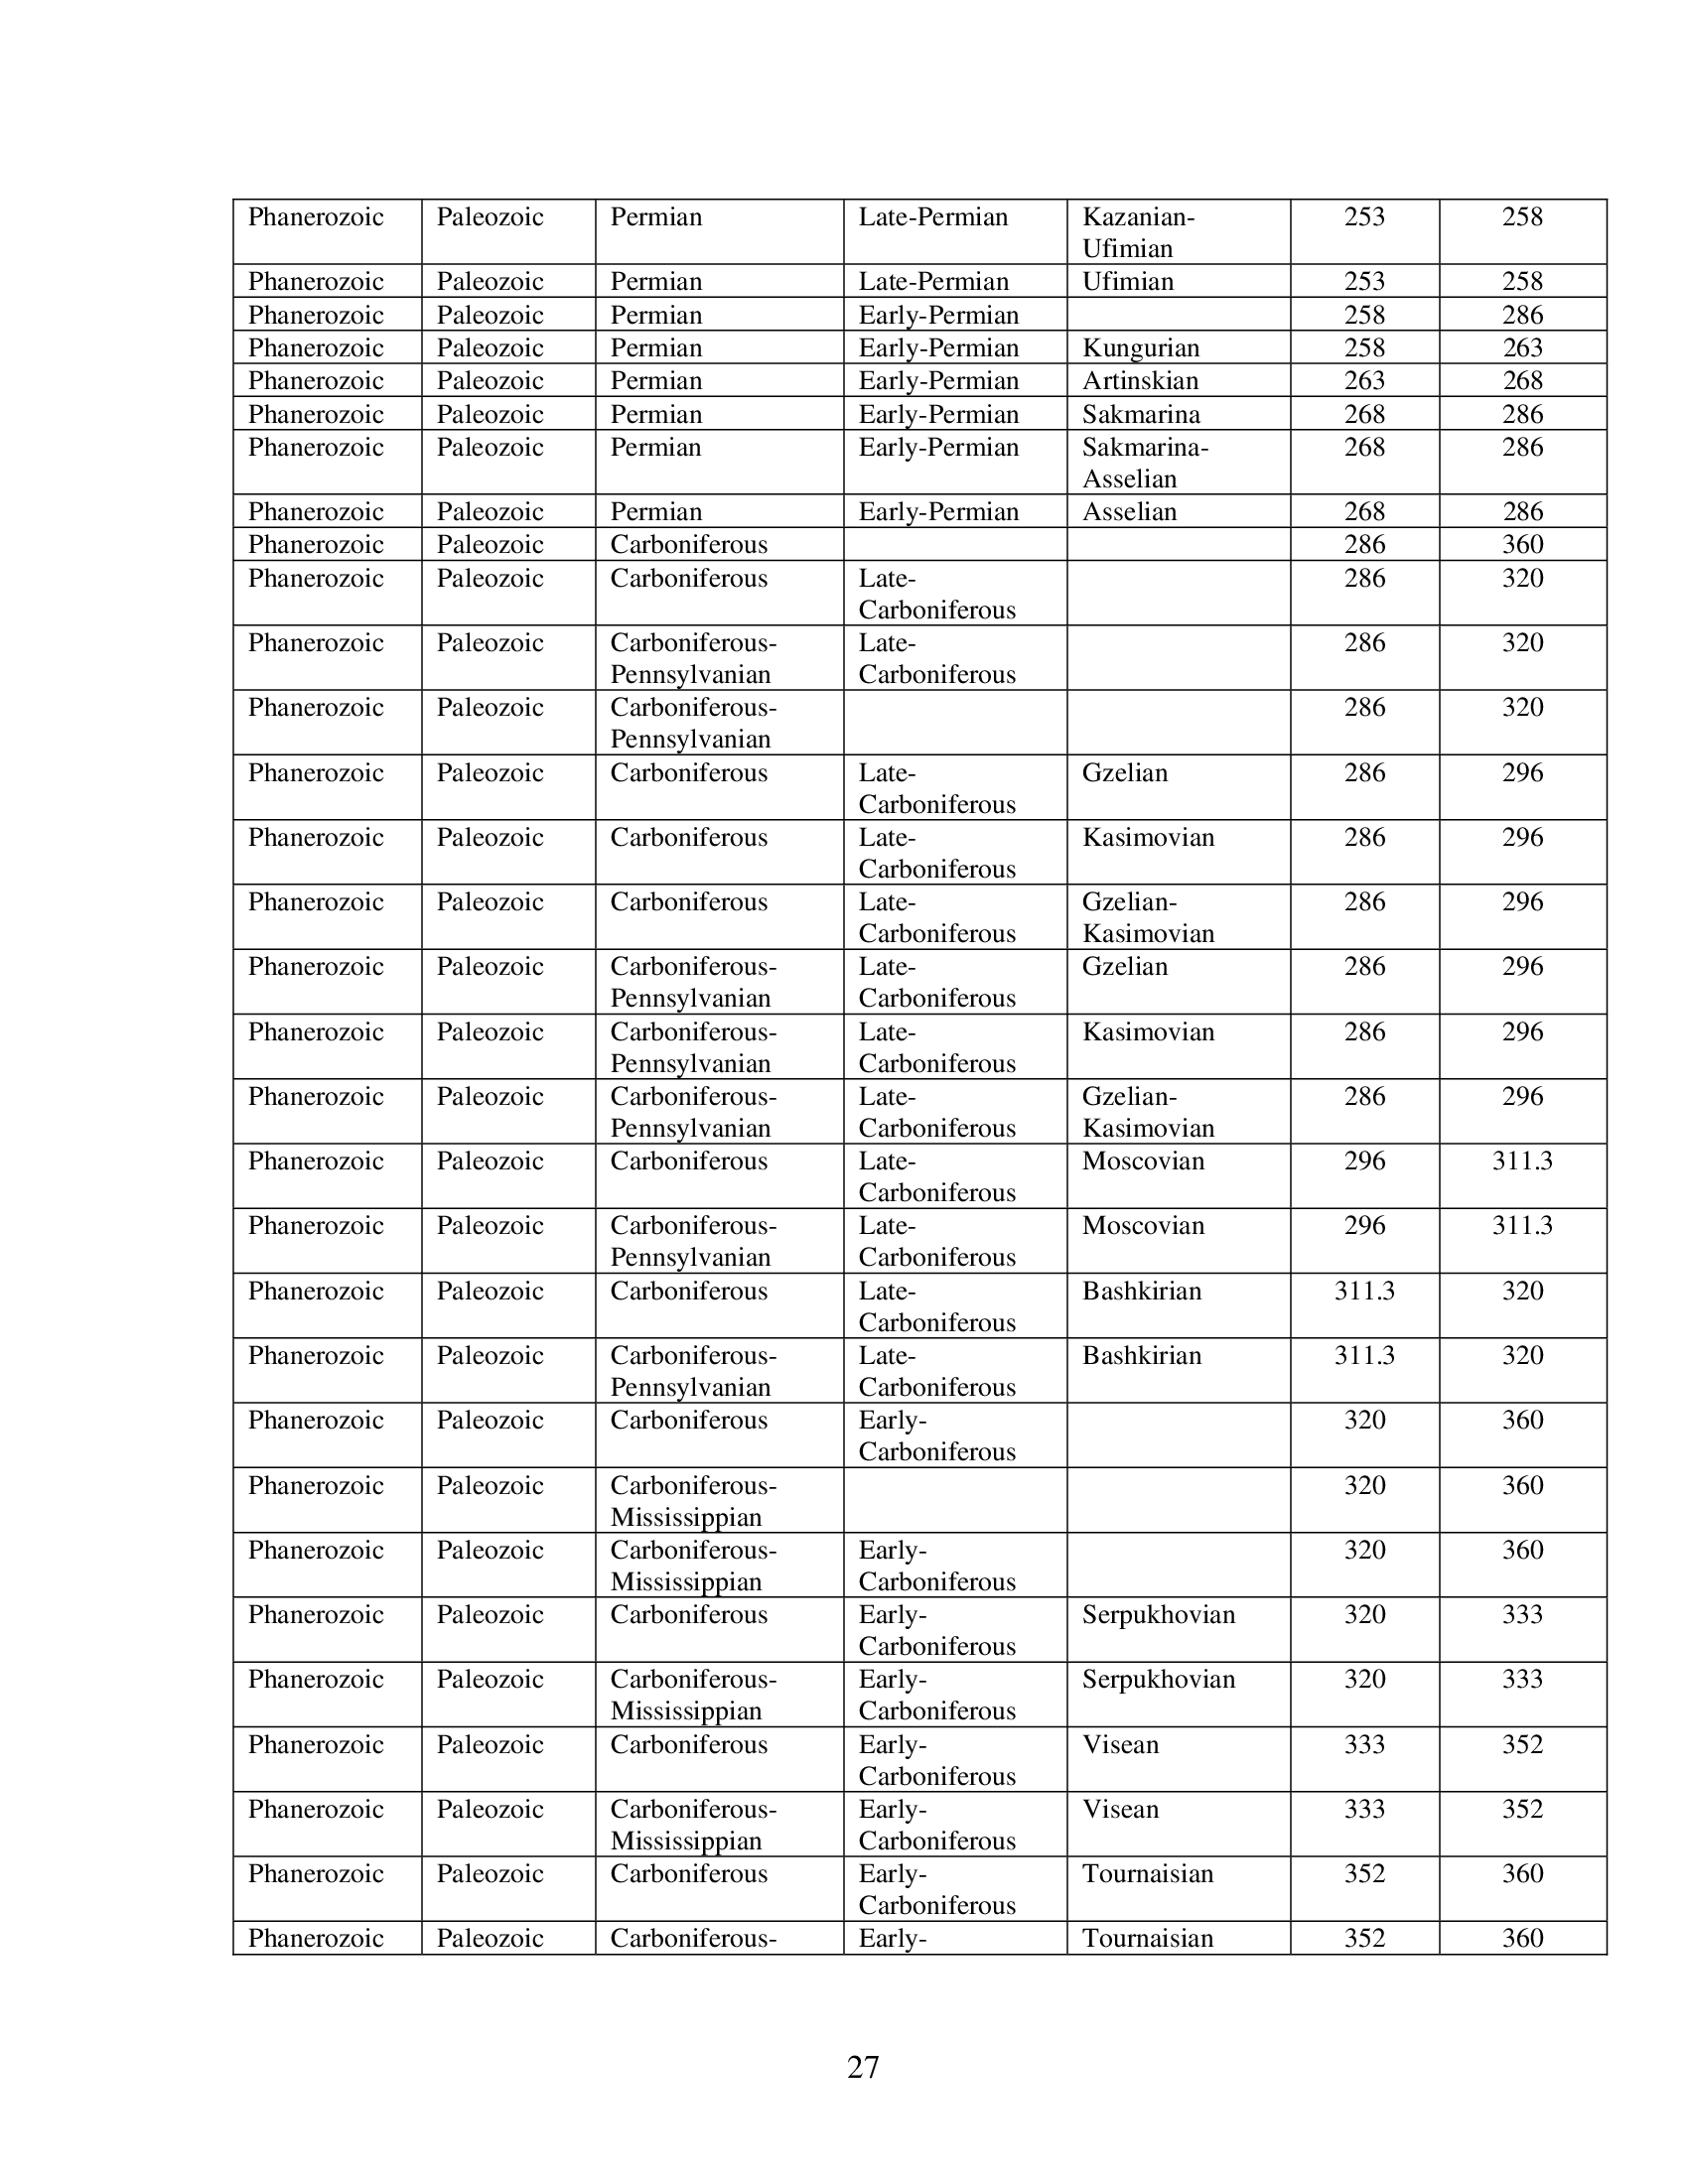 Phanerozoic Paleozoic Permian Late-Permian Kazanian- 253 258
Ufimian
Phanerozoic Paleozoic Permian Late-Permian Ufimian 253 258
Phanerozoic Paleozoic Permian Early-Permian 258 286
Phanerozoic Paleozoic Permian Early-Permian Kungurian 258 263
Phanerozoic Paleozoic Permian Early-Permian Artinskian 263 268
Phanerozoic Paleozoic Permian Early-Permian Sakmarina 268 286
Phanerozoic Paleozoic Permian Early-Permian Sakmarina- 268 286
Asselian
Phanerozoic Paleozoic Permian Early-Permian Asselian 268 286
Phanerozoic Paleozoic Carboniferous 286 360
Phanerozoic Paleozoic Carboniferous Late- 286 320
Carboniferous
Phanerozoic Paleozoic Carboniferous- Late- 286 320
Pennsylvanian Carboniferous
Phanerozoic Paleozoic Carboniferous- 286 320
Pennsylvanian
Phanerozoic Paleozoic Carboniferous Late- Gzelian 286 296
Carboniferous
Phanerozoic Paleozoic Carboniferous Late- Kasimovian 286 296
Carboniferous
Phanerozoic Paleozoic Carboniferous Late- Gzelian- 286 296
Carboniferous Kasimovian
Phanerozoic Paleozoic Carboniferous- Late- Gzelian 286 296
Pennsylvanian Carboniferous
Phanerozoic Paleozoic Carboniferous- Late- Kasimovian 286 296
Pennsylvanian Carboniferous
Phanerozoic Paleozoic Carboniferous- Late- Gzelian- 286 296
Pennsylvanian Carboniferous Kasimovian
Phanerozoic Paleozoic Carboniferous Late- Moscovian 296 311.3
Carboniferous
Phanerozoic Paleozoic Carboniferous- Late- Moscovian 296 311.3
Pennsylvanian Carboniferous
Phanerozoic Paleozoic Carboniferous Late- Bashkirian 311.3 320
Carboniferous
Phanerozoic Paleozoic Carboniferous- Late- Bashkirian 311.3 320
Pennsylvanian Carboniferous
Phanerozoic Paleozoic Carboniferous Early- 320 360
Carboniferous
Phanerozoic Paleozoic Carboniferous- 320 360
Mississippian
Phanerozoic Paleozoic Carboniferous- Early- 320 360
Mississippian Carboniferous
Phanerozoic Paleozoic Carboniferous Early- Serpukhovian 320 333
Carboniferous
Phanerozoic Paleozoic Carboniferous- Early- Serpukhovian 320 333
Mississippian Carboniferous
Phanerozoic Paleozoic Carboniferous Early- Visean 333 352
Carboniferous
Phanerozoic Paleozoic Carboniferous- Early- Visean 333 352
Mississippian Carboniferous
Phanerozoic Paleozoic Carboniferous Early- Tournaisian 352 360
Carboniferous
Phanerozoic Paleozoic Carboniferous- Early- Tournaisian 352 360
27